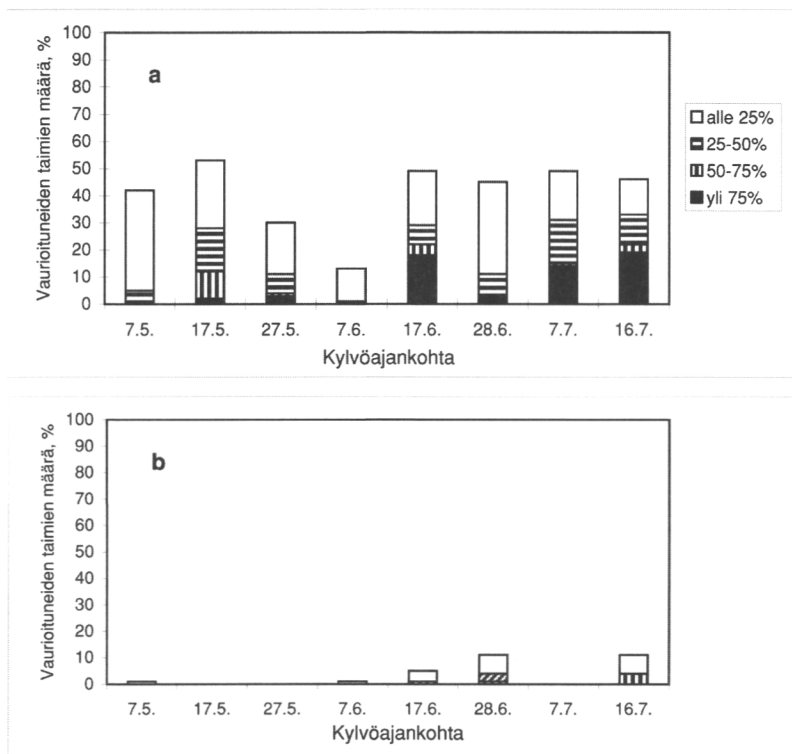 100
90
80
70
60
50
40
30
20
10
0
Vaurioituneiden taimien määrä, %
a
alle 25%
25-50%
50-75%
yli 75%
7.5. 17.5. 27.5. 7.6. 17.6. 28.6. 7.7. 16.7.
Kylvöajankohta
100
90
80
70
60
50
40
30
20
10
0
Vaurioituneiden taimien määrä, %
b
7.5. 17.5. 27.5. 7.6. 17.6. 28.6. 7.7. 16.7.
Kylvöajankohta